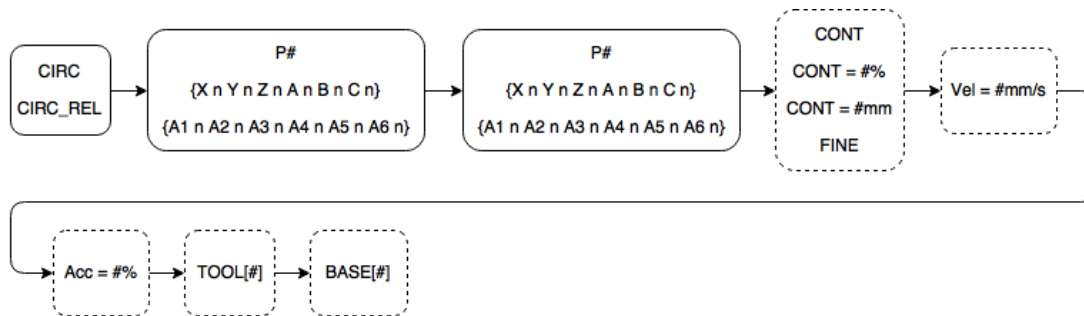 CIRC
CIRC_REL
P#
{X n Y n Z n A n B n C n}
{A1 n A2 n A3 n A4 n A5 n A6 n}
P#
{X n Y n Z n A n B n C n}
{A1 n A2 n A3 n A4 n A5 n A6 n}
CONT
CONT = #%
CONT = #mm
FINE
Vel = #mm/s
Acc = #%
TOOL[#]
BASE[#]